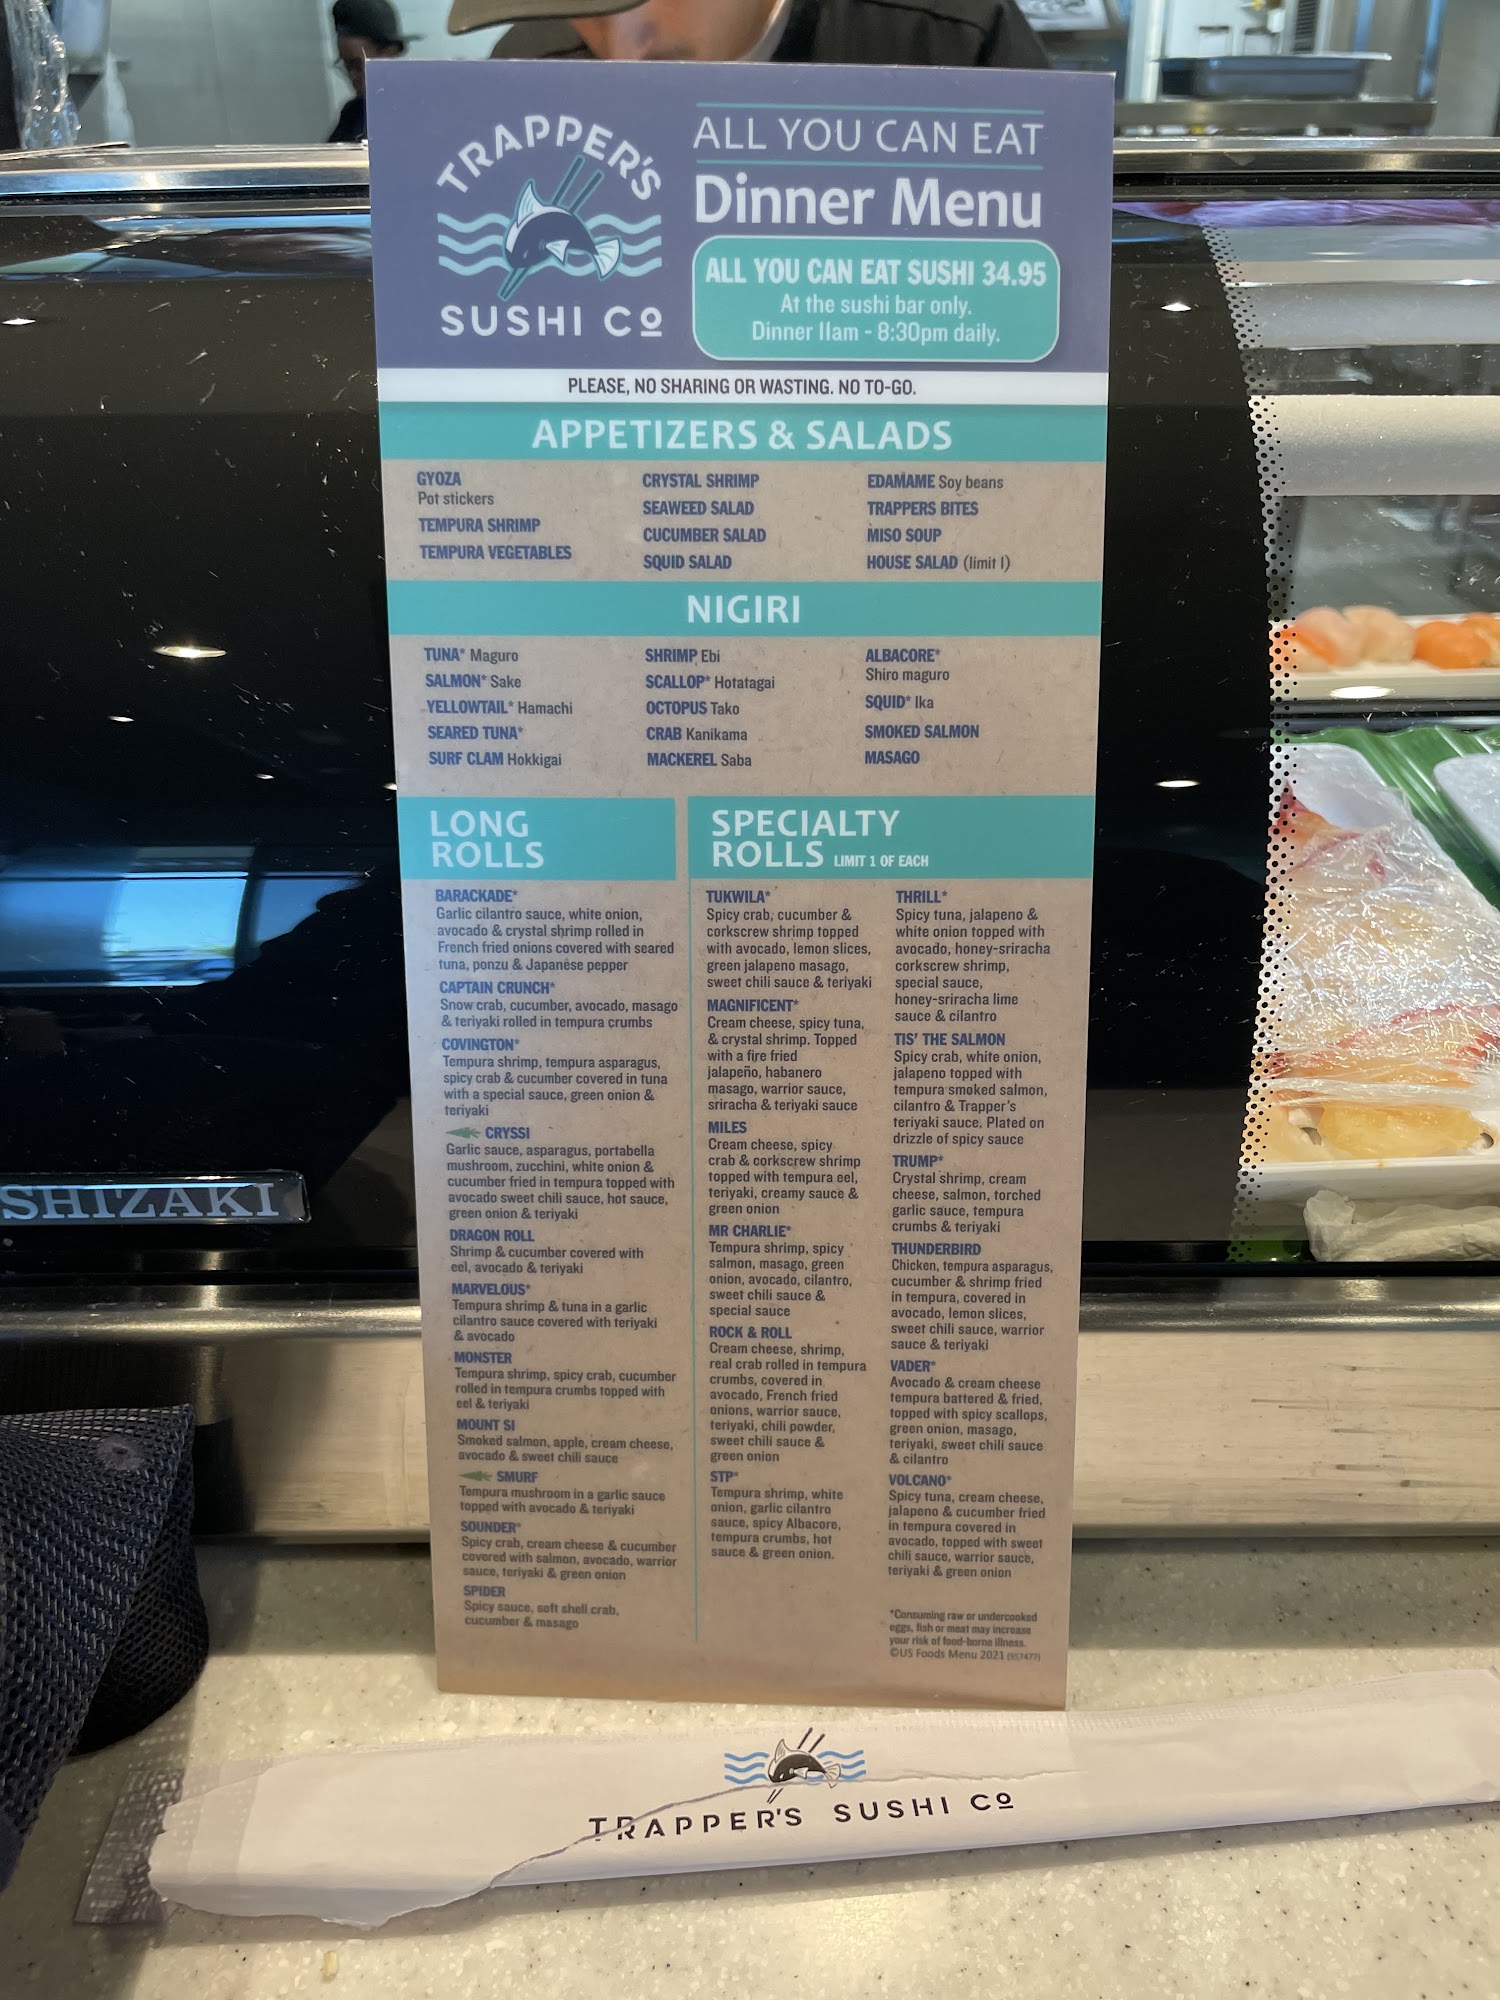 TRAPPER'S
SUSHI Co
ALL YOU CAN EAT
Dinner Menu
ALL YOU CAN EAT SUSHI 34.95
At the sushi bar only.
Dinner 11am - 8:30pm daily.
PLEASE, NO SHARING OR WASTING. NO TO-GO.
APPETIZERS & SALADS
GYOZA
Pot stickers
TEMPURA SHRIMP
TEMPURA VEGETABLES
CRYSTAL SHRIMP
SEAWEED SALAD
CUCUMBER SALAD
SQUID SALAD
EDAMAME Soy beans
TRAPPERS BITES
MISO SOUP
HOUSE SALAD (limit 1)
NIGIRI
TUNA* Maguro
SALMON* Sake
YELLOWTAIL* Hamachi
SEARED TUNA*
SURF CLAM Hokkigai
SHRIMP Ebi
SCALLOP* Hotatagai
OCTOPUS Tako
CRAB Kanikama
MACKEREL Saba
ALBACORE*
Shiro maguro
SQUID* Ika
SMOKED SALMON
MASAGO
LONG
ROLLS
BARACKADE*
Garlic cilantro sauce, white onion,
avocado & crystal shrimp rolled in
French fried onions covered with seared
tuna, ponzu & Japanese pepper
CAPTAIN CRUNCH*
Snow crab, cucumber, avocado, masago
& teriyaki rolled in tempura crumbs
COVINGTON*
Tempura shrimp, tempura asparagus,
spicy crab & cucumber covered in tuna
with a special sauce, green onion &
teriyaki
CRYSSI
Garlic sauce, asparagus, portabella
mushroom, zucchini, white onion &
cucumber fried in tempura topped with
avocado sweet chili sauce, hot sauce,
green onion & teriyaki
DRAGON ROLL
Shrimp & cucumber covered with
eel, avocado & teriyaki
MARVELOUS*
Tempura shrimp & tuna in a garlic
cilantro sauce covered with teriyaki
& avocado
MONSTER
Tempura shrimp, spicy crab, cucumber
rolled in tempura crumbs topped with
eel & teriyaki
MOUNT SI
Smoked salmon, apple, cream cheese,
avocado & sweet chili sauce
SMURF
Tempura mushroom in a garlic sauce
topped with avocado & teriyaki
SOUNDER*
Spicy crab, cream cheese & cucumber
covered with salmon, avocado, warrior
sauce, teriyaki & green onion
SPIDER
Spicy sauce, soft shell crab,
cucumber & masago
SPECIALTY
ROLLS LIMIT 1 OF EACH
TUKWILA*
Spicy crab, cucumber &
corkscrew shrimp topped
with avocado, lemon slices,
green jalapeno masago,
sweet chili sauce & teriyaki
MAGNIFICENT*
Cream cheese, spicy tuna,
& crystal shrimp. Topped
with a fire fried
jalapeño, habanero
masago, warrior sauce,
sriracha & teriyaki sauce
MILES
Cream cheese, spicy
crab & corkscrew shrimp
topped with tempura eel,
teriyaki, creamy sauce &
green onion
MR CHARLIE*
Tempura shrimp, spicy
salmon, masago, green
onion, avocado, cilantro,
sweet chili sauce &
special sauce
ROCK & ROLL
Cream cheese, shrimp,
real crab rolled in tempura
crumbs, covered in
avocado, French fried
onions, warrior sauce,
teriyaki, chili powder,
sweet chili sauce &
green onion
STP*
Tempura shrimp, white
onion, garlic cilantro
sauce, spicy Albacore,
tempura crumbs, hot
sauce & green onion.
THRILL*
Spicy tuna, jalapeno &
white onion topped with
avocado, honey-sriracha
corkscrew shrimp,
special sauce,
honey-sriracha lime
sauce & cilantro
TIS' THE SALMON
Spicy crab, white onion,
jalapeno topped with
tempura smoked salmon,
cilantro & Trapper's
teriyaki sauce. Plated on
drizzle of spicy sauce
TRUMP*
Crystal shrimp, cream
cheese, salmon, torched
garlic sauce, tempura
crumbs & teriyaki
THUNDERBIRD
Chicken, tempura asparagus,
cucumber & shrimp fried
in tempura, covered in
avocado, lemon slices,
sweet chili sauce, warrior
sauce & teriyaki
VADER*
Avocado & cream cheese
tempura battered & fried,
topped with spicy scallops,
green onion, masago,
teriyaki, sweet chili sauce
& cilantro
VOLCANO*
Spicy tuna, cream cheese,
jalapeno & cucumber fried
in tempura covered in
avocado, topped with sweet
chili sauce, warrior sauce,
teriyaki & green onion
*Consuming raw or undercooked
eggs, fish or meat may increase
your risk of food-borne illness.
©US Foods Menu 2021 (957477)
SHIZAKI
TRAPPER'S SUSHI Co